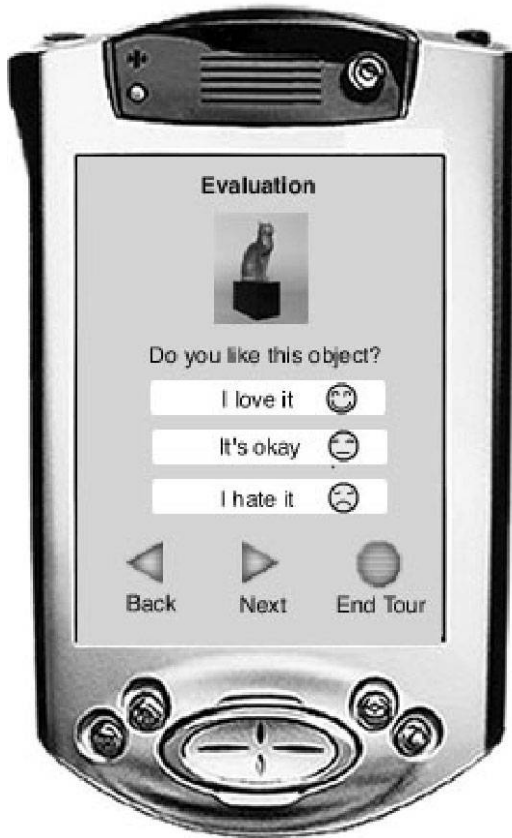 Evaluation
Do you like this object?
I love it
It's okay
I hate it
Back Next End Tour